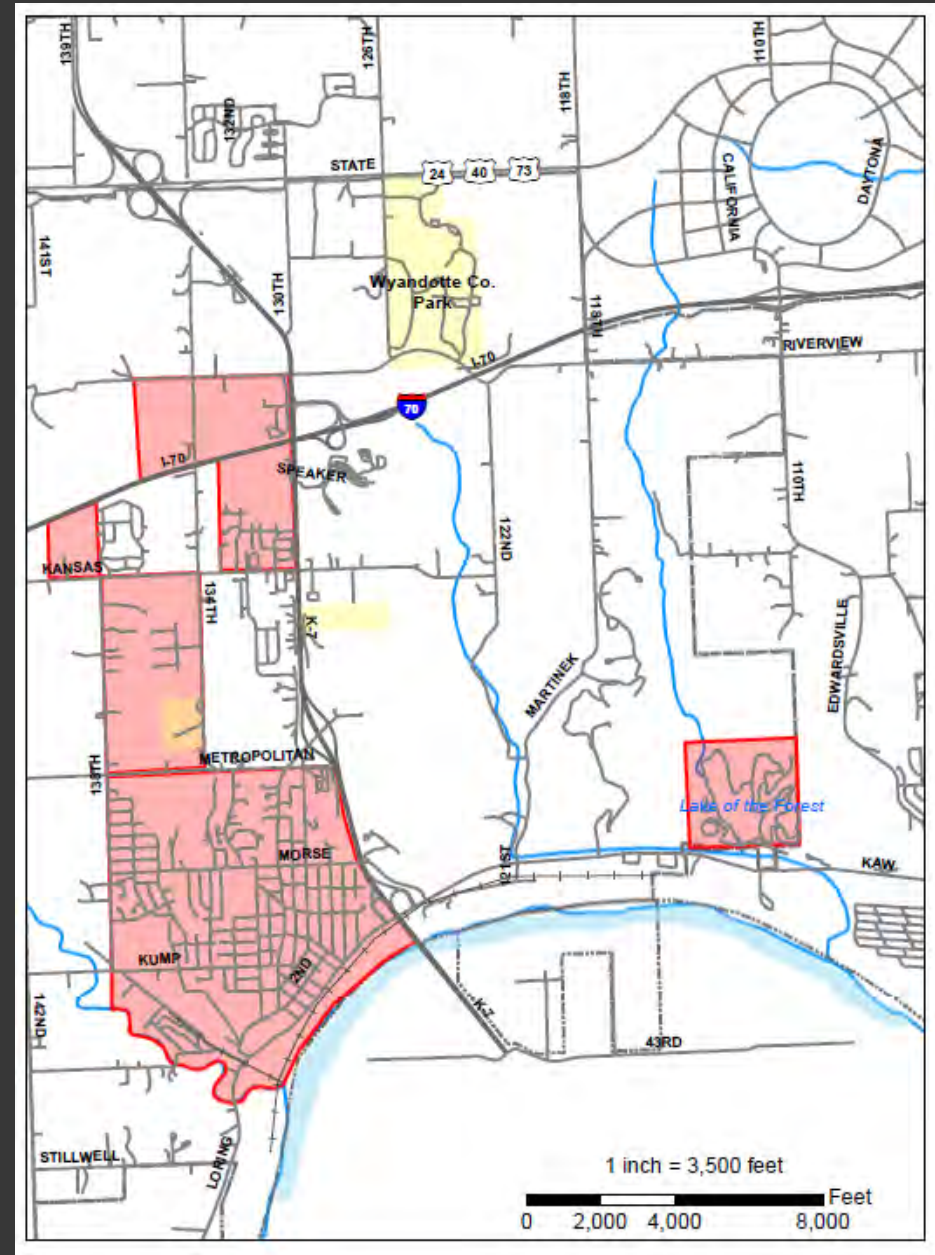 139TH
126TH
118TH
110TH
132ND
STATE
24
40
73
CALIFORNIA
DAYTONA
141ST
130TH
Wyandotte Co.
Park
118TH
RIVERVIEW
I-70
70
I-70
SPEAKER
110TH
122ND
KANSAS
134TH
K-7
EDWARDSVILLE
MARTINEK
METROPOLITAN
138TH
Lake of the Forest
MORSE
121ST
KAW
KUMP
2ND
142ND
K-7
43RD
STILLWELL
LORING
1 inch = 3,500 feet
Feet
0 2,000 4,000 8,000